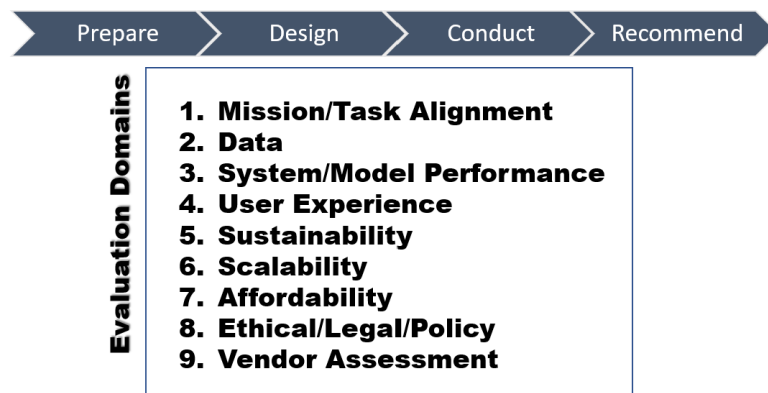 Prepare Design Conduct Recommend
Evaluation Domains
1. Mission/Task Alignment
2. Data
3. System/Model Performance
4. User Experience
5. Sustainability
6. Scalability
7. Affordability
8. Ethical/Legal/Policy
9. Vendor Assessment